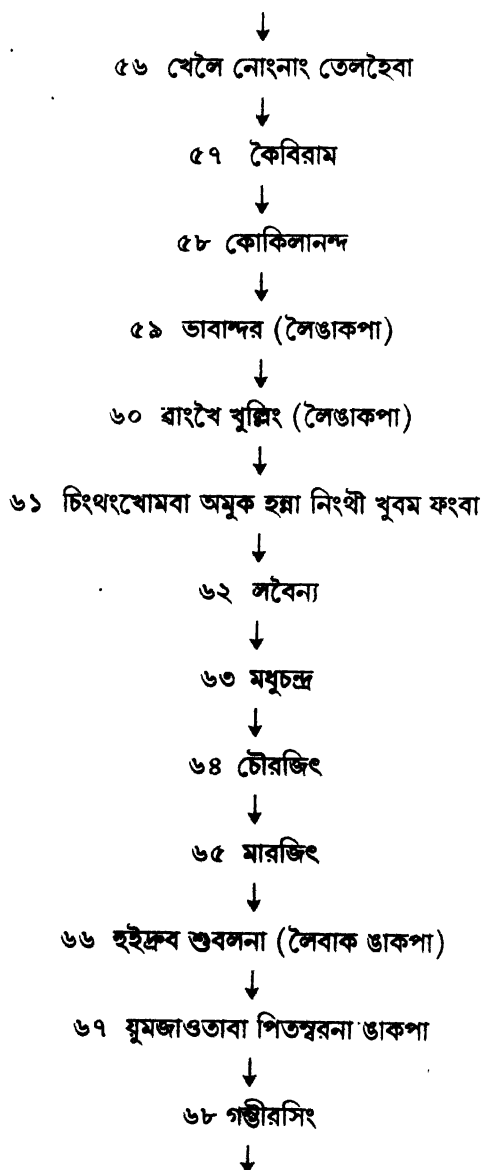 ৫৬ খেলৈ নোংনাং তেলহৈবা
৫৭ কৈবিরাম
৫৮ কোকিলানন্দ
৫৯ ভাবান্দর (লৈঙাকপা)
৬০ ৱাংখৈ খুল্লিং (লৈঙাকপা)
৬১ চিংথংখোমবা অমুক হন্না নিংথী খুবম ফংবা
৬২ লবৈন্য
৬৩ মধুচন্দ্র
৬৪ চৌরজিৎ
৬৫ মারজিৎ
৬৬ হুইদ্রুব শুবলনা (লৈবাক ঙাকপা)
৬৭ য়ুমজাওতাবা পিতম্বরনা ঙাকপা
৬৮ গম্ভীরসিং